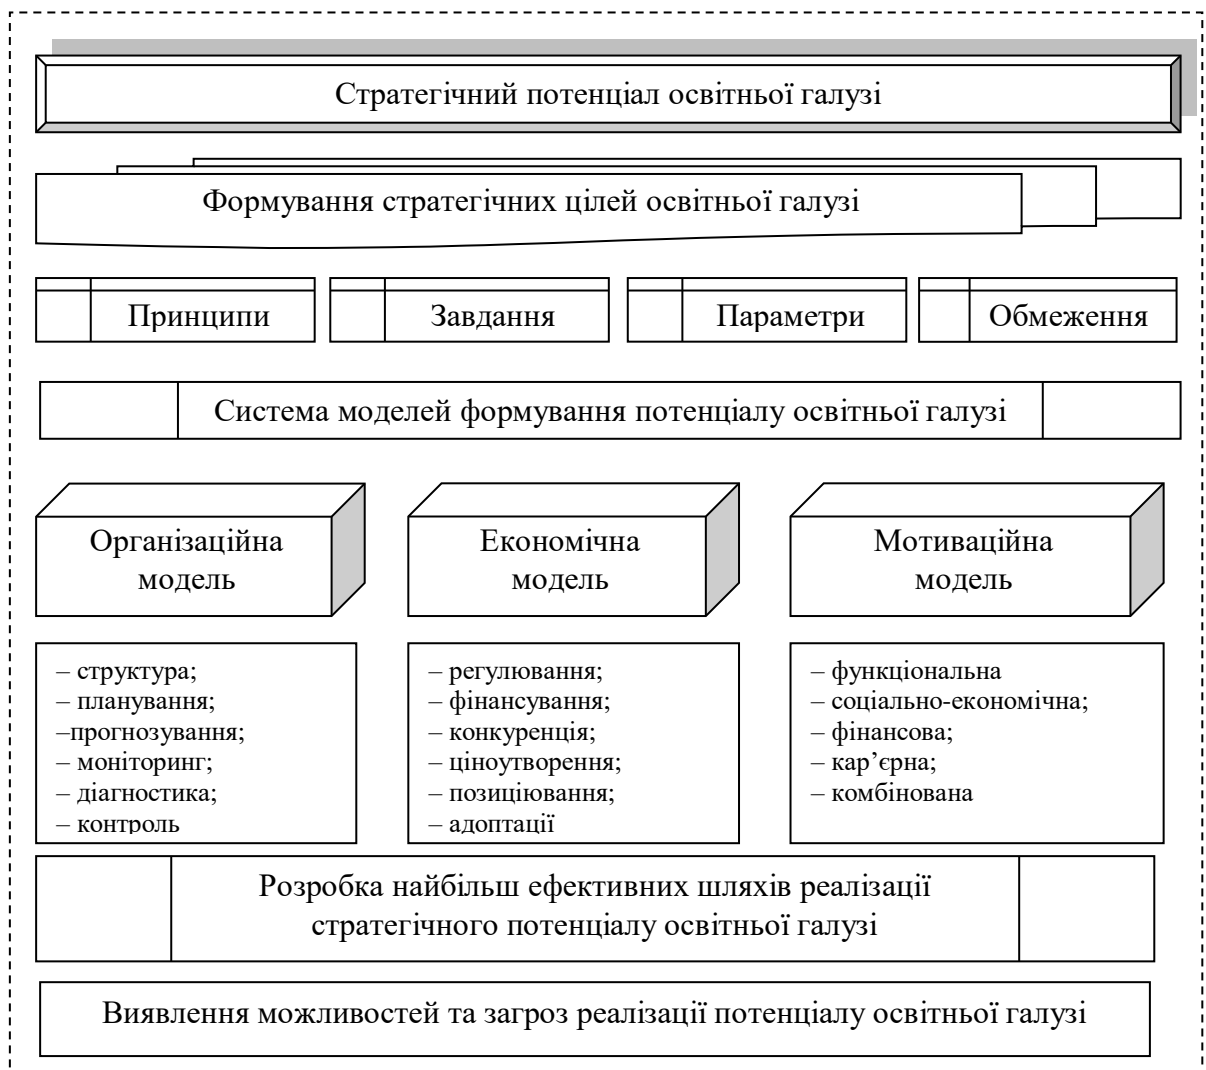 Стратегічний потенціал освітньої галузі
Формування стратегічних цілей освітньої галузі
Принципи
Завдання
Параметри
Обмеження
Система моделей формування потенціалу освітньої галузі
Організаційна
модель
Економічна
модель
Мотиваційна
модель
– структура;
– планування;
–прогнозування;
– моніторинг;
– діагностика;
– контроль
– регулювання;
– фінансування;
– конкуренція;
– ціноутворення;
– позиціювання;
– адоптації
– функціональна
– соціально-економічна;
– фінансова;
– кар’єрна;
– комбінована
Розробка найбільш ефективних шляхів реалізації
стратегічного потенціалу освітньої галузі
Виявлення можливостей та загроз реалізації потенціалу освітньої галузі